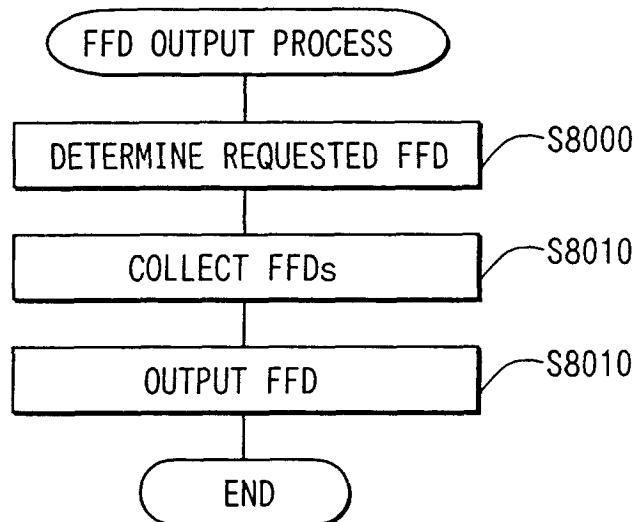 FFD OUTPUT PROCESS
DETERMINE REQUESTED FFD
S8000
COLLECT FFDs
S8010
OUTPUT FFD
S8010
END